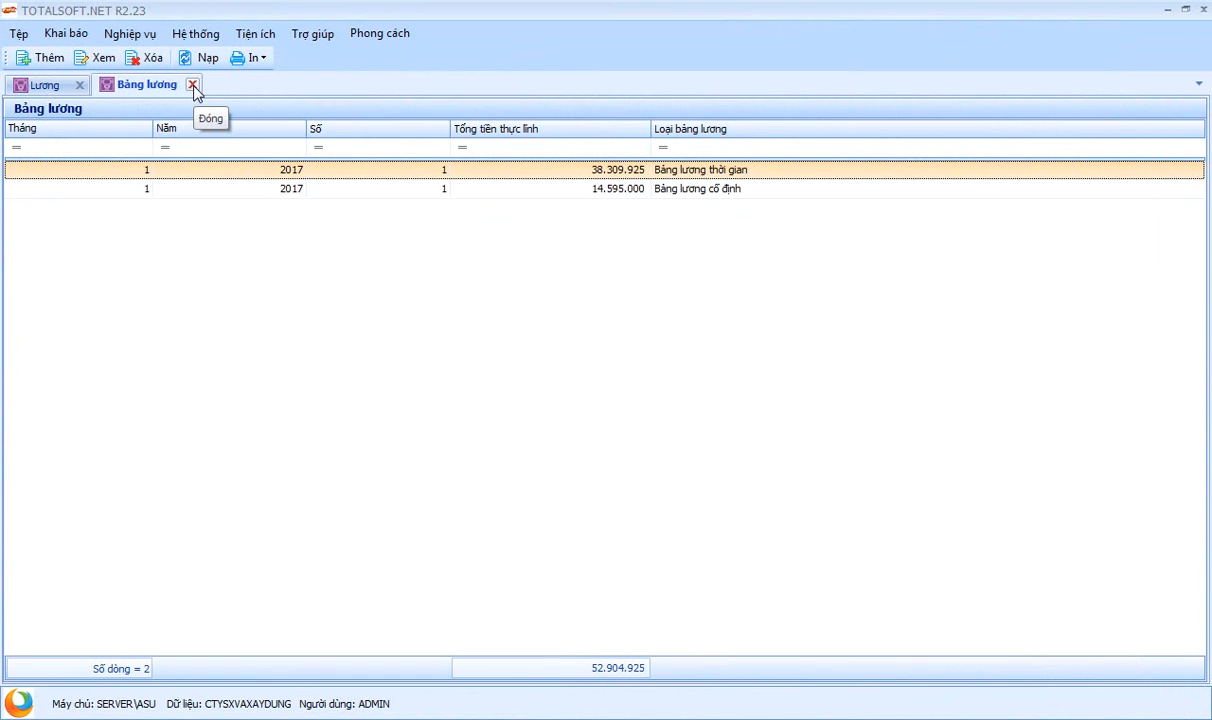 TOTALSOFT.NET R2.23
Tệp Khai báo Nghiệp vụ Hệ thống Tiện ích Trợ giúp Phong cách
Thêm Xem Xóa Nạp In
Lương Bảng lương
Đóng
Bảng lương
Tháng Năm Số Tổng tiền thực lĩnh Loại bảng lương
= = = = =
1 2017 1 38.309.925 Bảng lương thời gian
1 2017 1 14.595.000 Bảng lương cố định
Số dòng = 2 52.904.925
Máy chủ: SERVER\ASU Dữ liệu: CTYSXVAXAYDUNG Người dùng: ADMIN